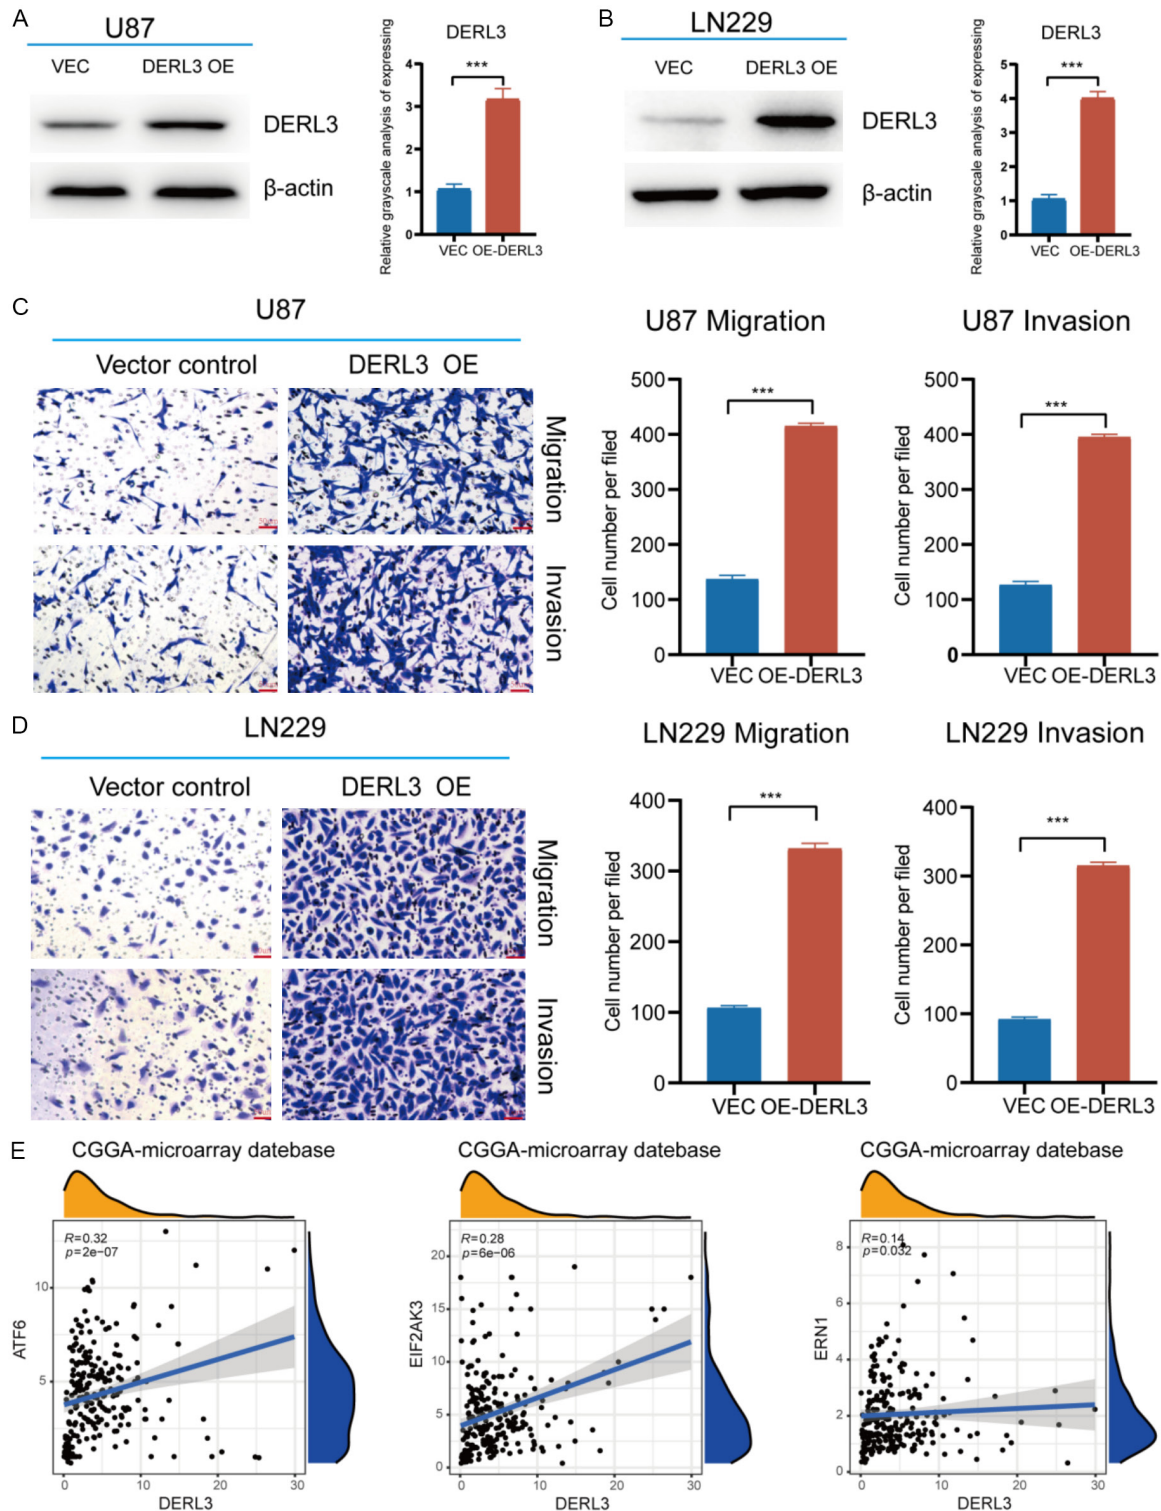 A
U87
VEC DERL3 OE
DERL3
β-actin
DERL3
***
Relative grayscale analysis of expressing
4
3
2
1
0
VEC OE-DERL3
B
LN229
VEC DERL3 OE
DERL3
β-actin
DERL3
***
Relative grayscale analysis of expressing
5
4
3
2
1
0
VEC OE-DERL3
C
U87
Vector control DERL3 OE
Migration
Invasion
U87 Migration
***
Cell number per filed
500
400
300
200
100
0
VEC OE-DERL3
U87 Invasion
***
Cell number per filed
500
400
300
200
100
0
VEC OE-DERL3
D
LN229
Vector control DERL3 OE
Migration
Invasion
LN229 Migration
***
Cell number per filed
400
300
200
100
0
VEC OE-DERL3
LN229 Invasion
***
Cell number per filed
400
300
200
100
0
VEC OE-DERL3
E
CGGA-microarray datebase
R=0.32
p=2e-07
ATF6
10
5
0 10 20 30
DERL3
CGGA-microarray datebase
R=0.28
p=6e-06
EIF2AK3
20
15
10
5
0
0 10 20 30
DERL3
CGGA-microarray datebase
R=0.14
p=0.032
ERN1
8
6
4
2
0
0 10 20 30
DERL3